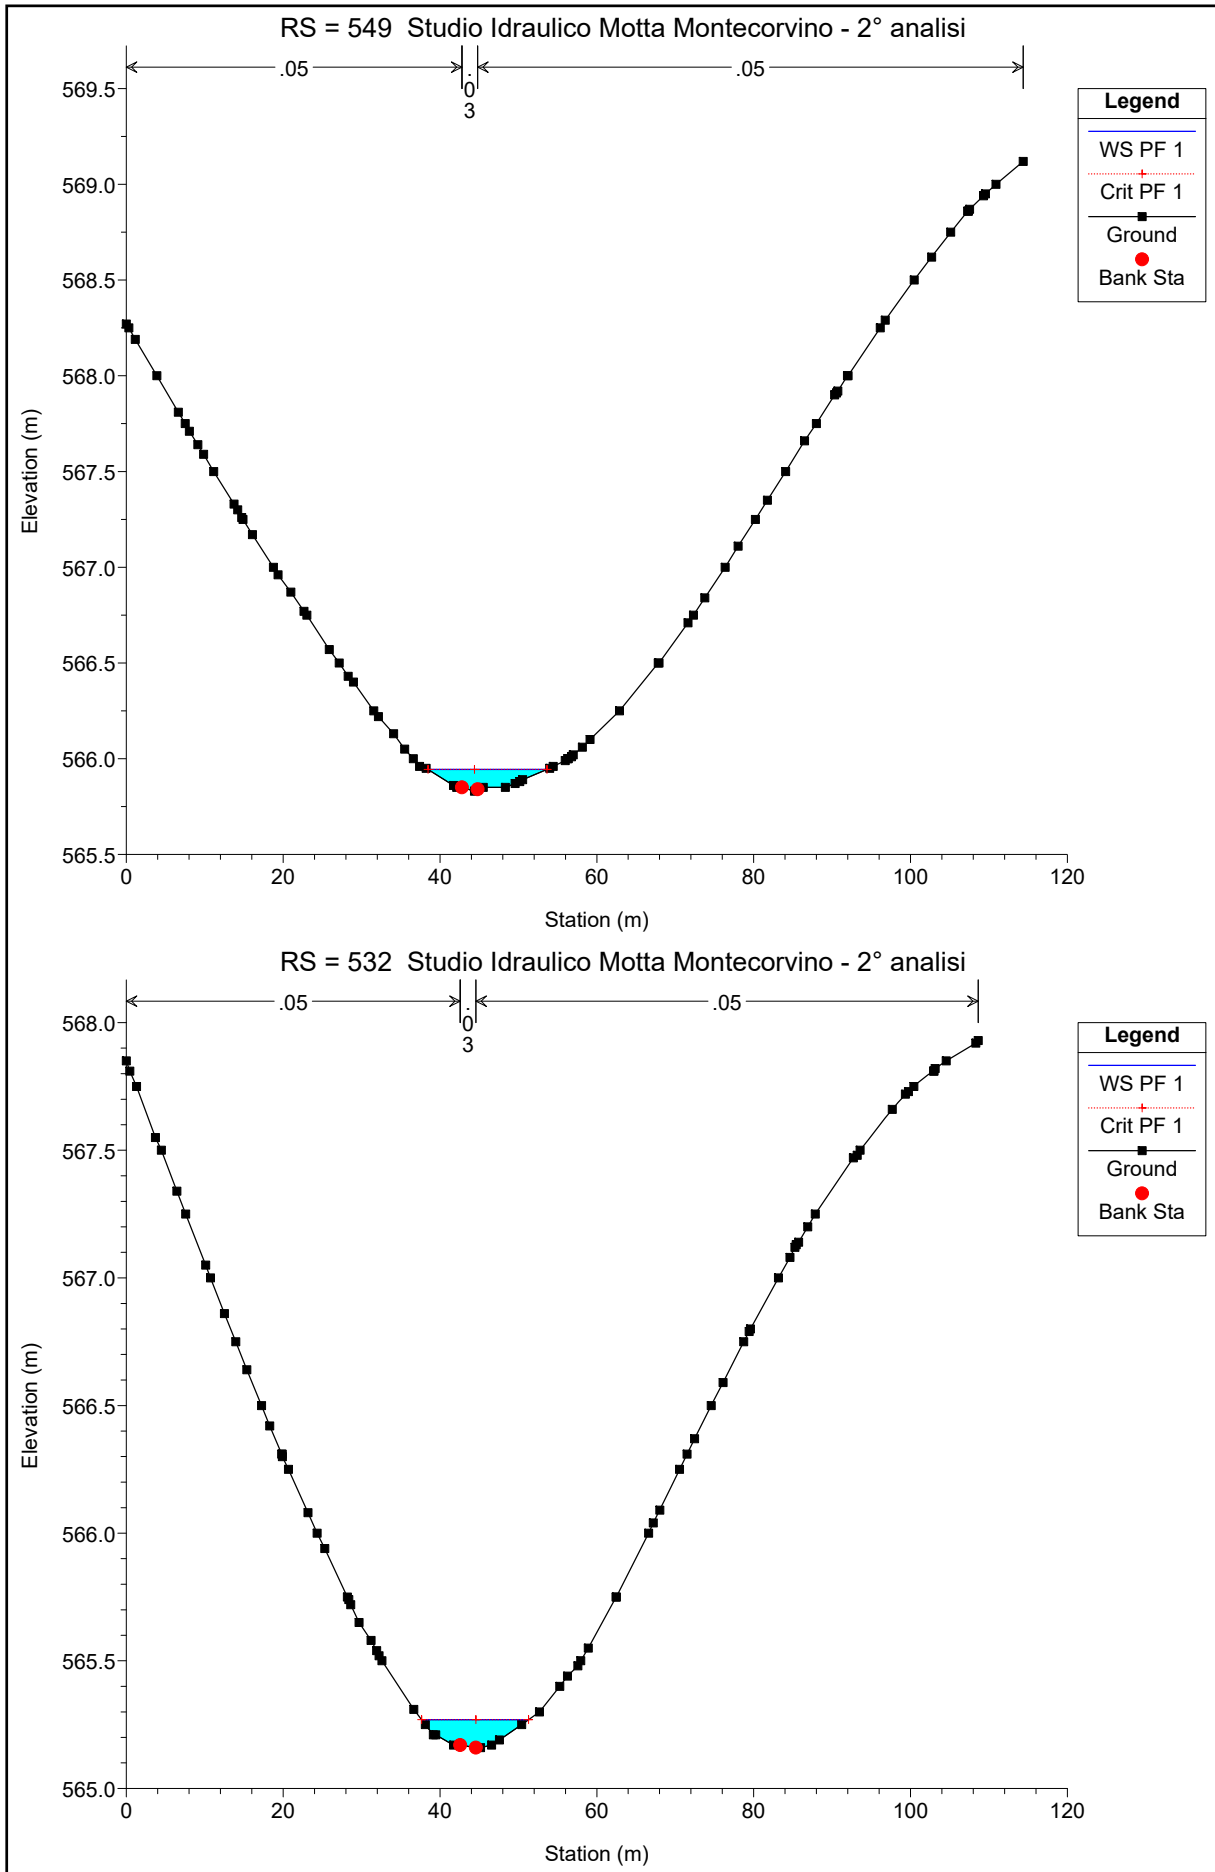 RS = 549 Studio Idraulico Motta Montecorvino - 2° analisi
.05
.03
.05
569.5
569.0
568.5
568.0
567.5
567.0
566.5
566.0
565.5
Elevation (m)
0
20
40
60
80
100
120
Station (m)
Legend
WS PF 1
Crit PF 1
Ground
Bank Sta
RS = 532 Studio Idraulico Motta Montecorvino - 2° analisi
.05
.03
.05
568.0
567.5
567.0
566.5
566.0
565.5
565.0
Elevation (m)
0
20
40
60
80
100
120
Station (m)
Legend
WS PF 1
Crit PF 1
Ground
Bank Sta